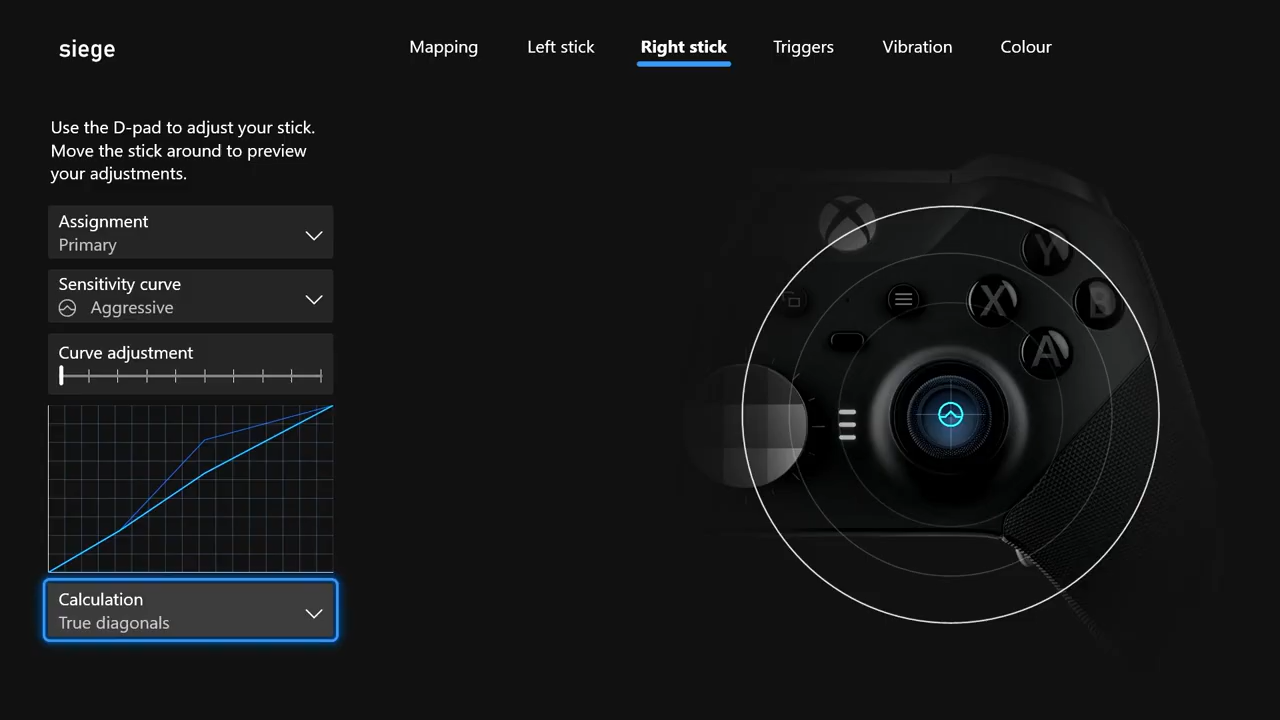 siege
Mapping
Left stick
Right stick
Triggers
Vibration
Colour
Use the D-pad to adjust your stick.
Move the stick around to preview
your adjustments.
Assignment
Primary
Sensitivity curve
Aggressive
Curve adjustment
Calculation
True diagonals
Y
X
B
A